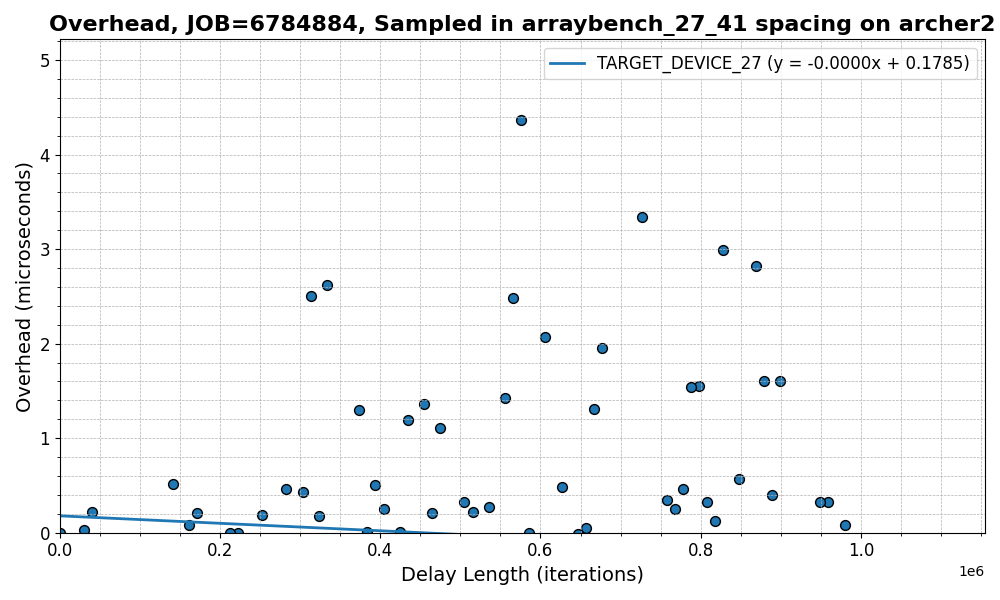 Overhead, JOB=6784884, Sampled in arraybench_27_41 spacing on archer2
TARGET_DEVICE_27 (y = -0.0000x + 0.1785)
Overhead (microseconds)
5
4
3
2
1
0
0.0 0.2 0.4 0.6 0.8 1.0
1e6
Delay Length (iterations)